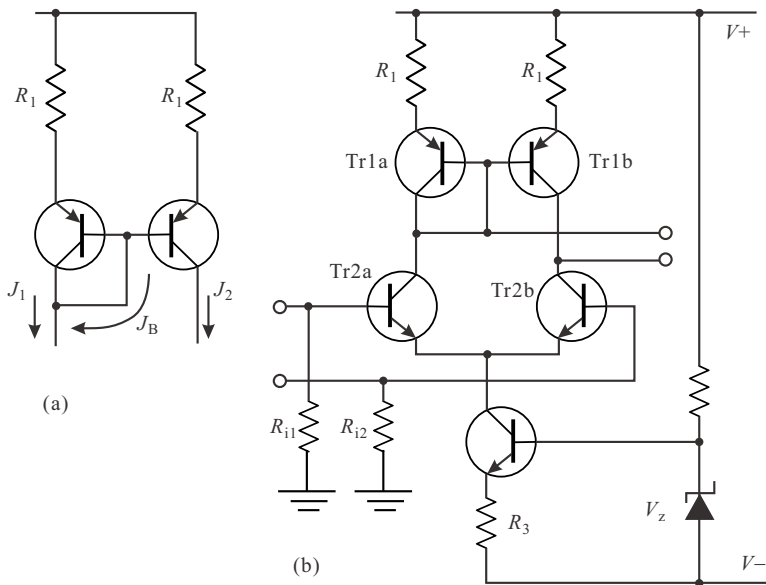 V+
R1
R1
R1
R1
Tr1a
Tr1b
J1
J2
JB
Tr2a
Tr2b
(a)
Ri1
Ri2
R3
Vz
(b)
V−